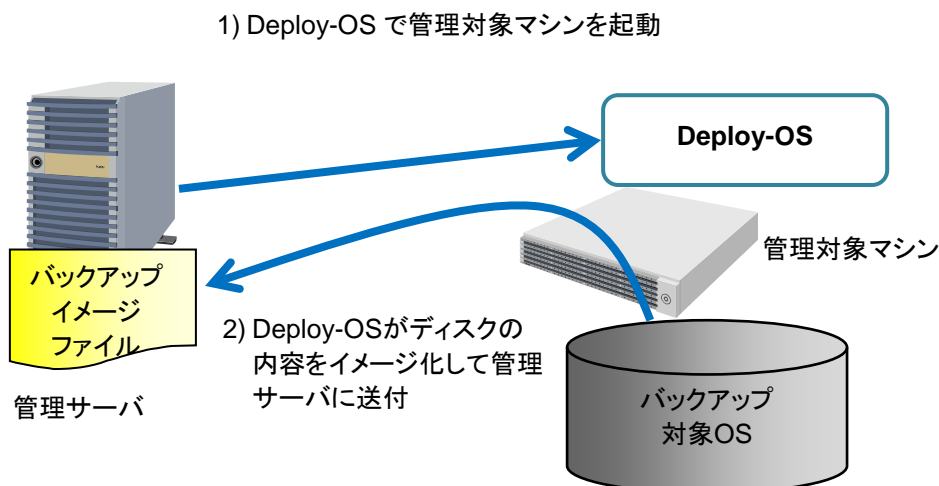 1) Deploy-OS で管理対象マシンを起動
Deploy-OS
管理対象マシン
バックアップ
イメージ
ファイル
管理サーバ
2) Deploy-OSがディスクの
内容をイメージ化して管理
サーバに送付
バックアップ
対象OS